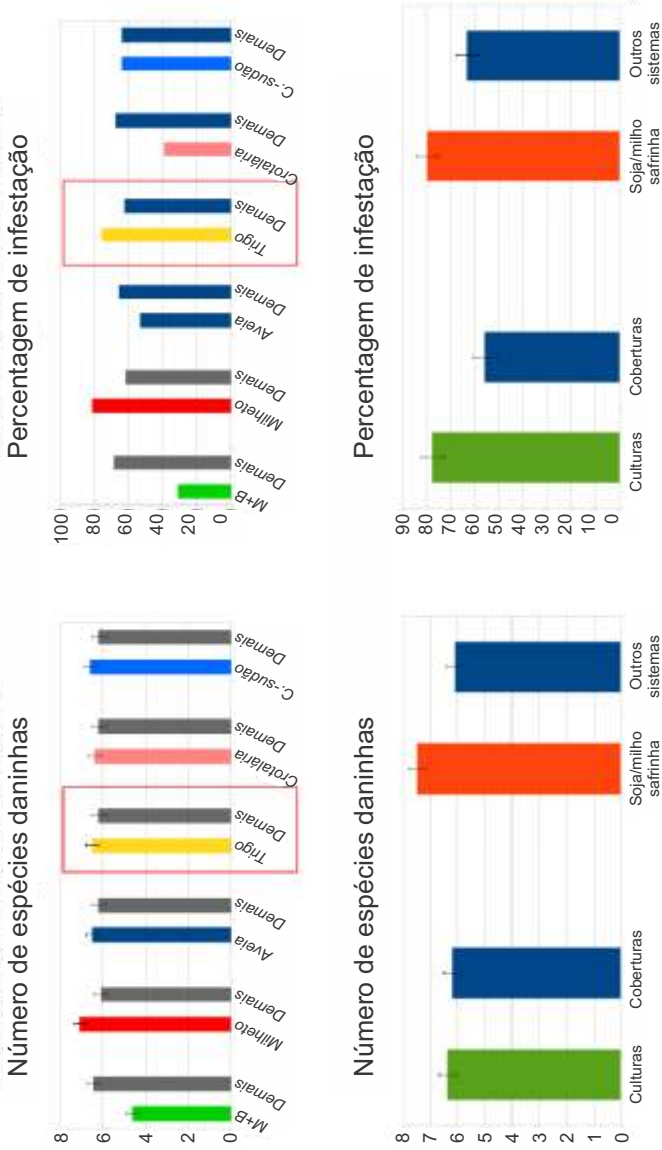 Número de espécies daninhas
8
6
4
2
0
M+B
Demais
Milheto
Demais
Aveia
Demais
Trigo
Demais
Crotalária
Demais
C.-sudão
Demais
Percentagem de infestação
100
80
60
40
20
0
M+B
Demais
Milheto
Demais
Aveia
Demais
Trigo
Demais
Crotalária
Demais
C.-sudão
Demais
Número de espécies daninhas
8
7
6
5
4
3
2
1
0
Culturas
Coberturas
Soja/milho
safrinha
Outros
sistemas
Percentagem de infestação
90
80
70
60
50
40
30
20
10
0
Culturas
Coberturas
Soja/milho
safrinha
Outros
sistemas